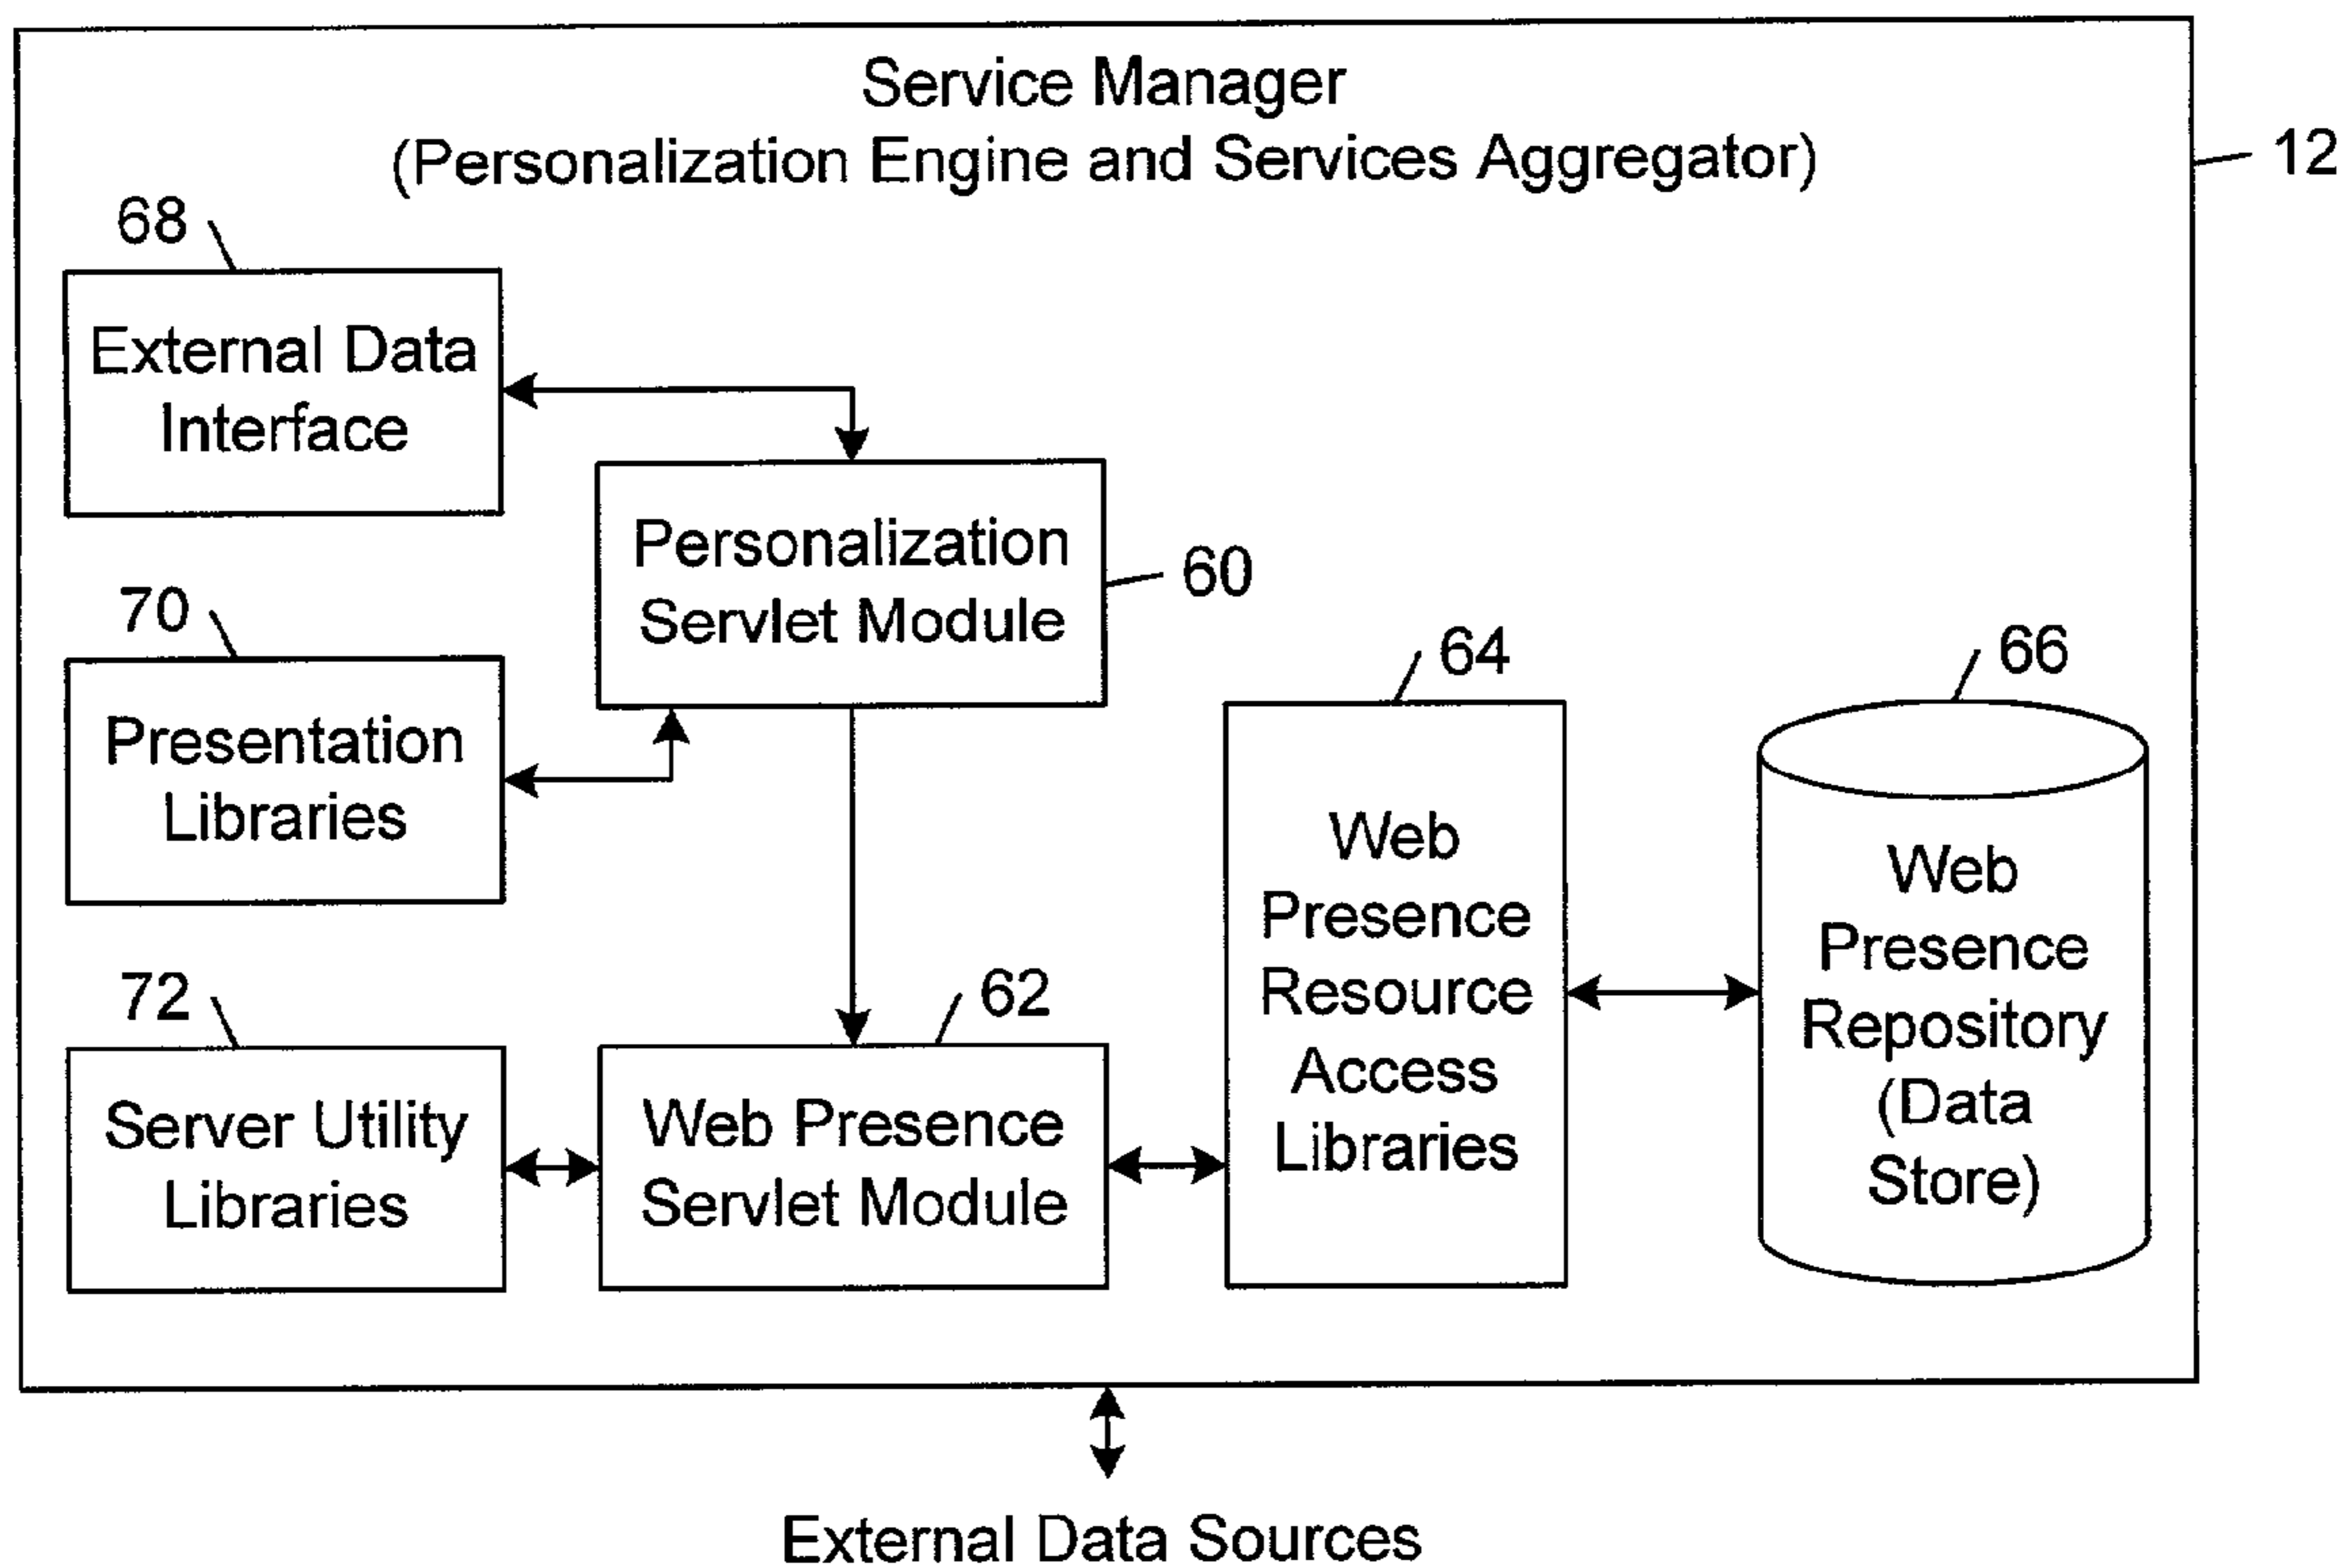 Service Manager
(Personalization Engine and Services Aggregator)
12
68
External Data
Interface
Personalization
Servlet Module
60
70
Presentation
Libraries
64
66
Web
Presence
Resource
Access
Libraries
Web
Presence
Repository
(Data
Store)
72
Server Utility
Libraries
62
Web Presence
Servlet Module
External Data Sources